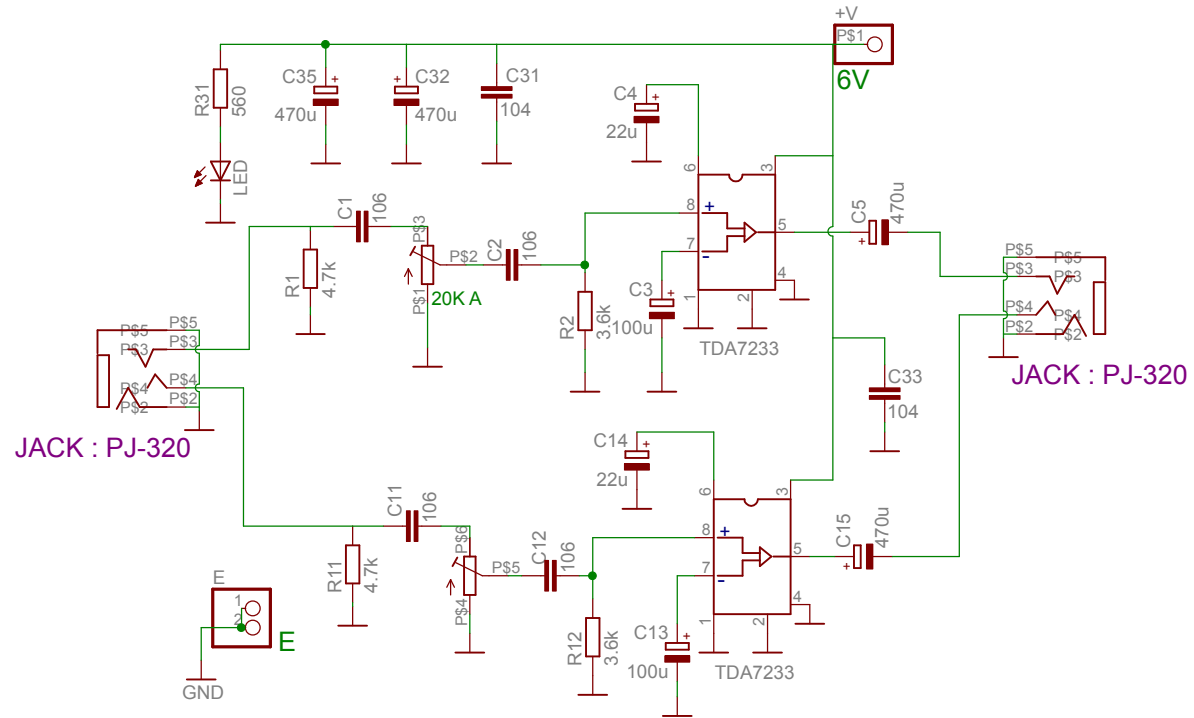 +V
P$1
6V
R31
560
LED
C35
+
470u
C32
+
470u
C31
104
C4
+
22u
6
3
8
+
7
-
5
4
1
2
TDA7233
C5
+
470u
C1
106
R1
4.7k
P$3
P$2
P$1
20K A
C2
106
R2
3.6k
C3
+
100u
P$5
P$5
P$3
P$3
P$4
P$4
P$2
P$2
JACK : PJ-320
P$5
P$5
P$3
P$3
P$4
P$4
P$2
P$2
JACK : PJ-320
C33
104
C14
+
22u
6
3
8
+
7
-
5
4
1
2
TDA7233
C15
+
470u
C11
106
R11
4.7k
P$6
P$5
P$4
C12
106
R12
3.6k
C13
+
100u
E
1
2
E
GND